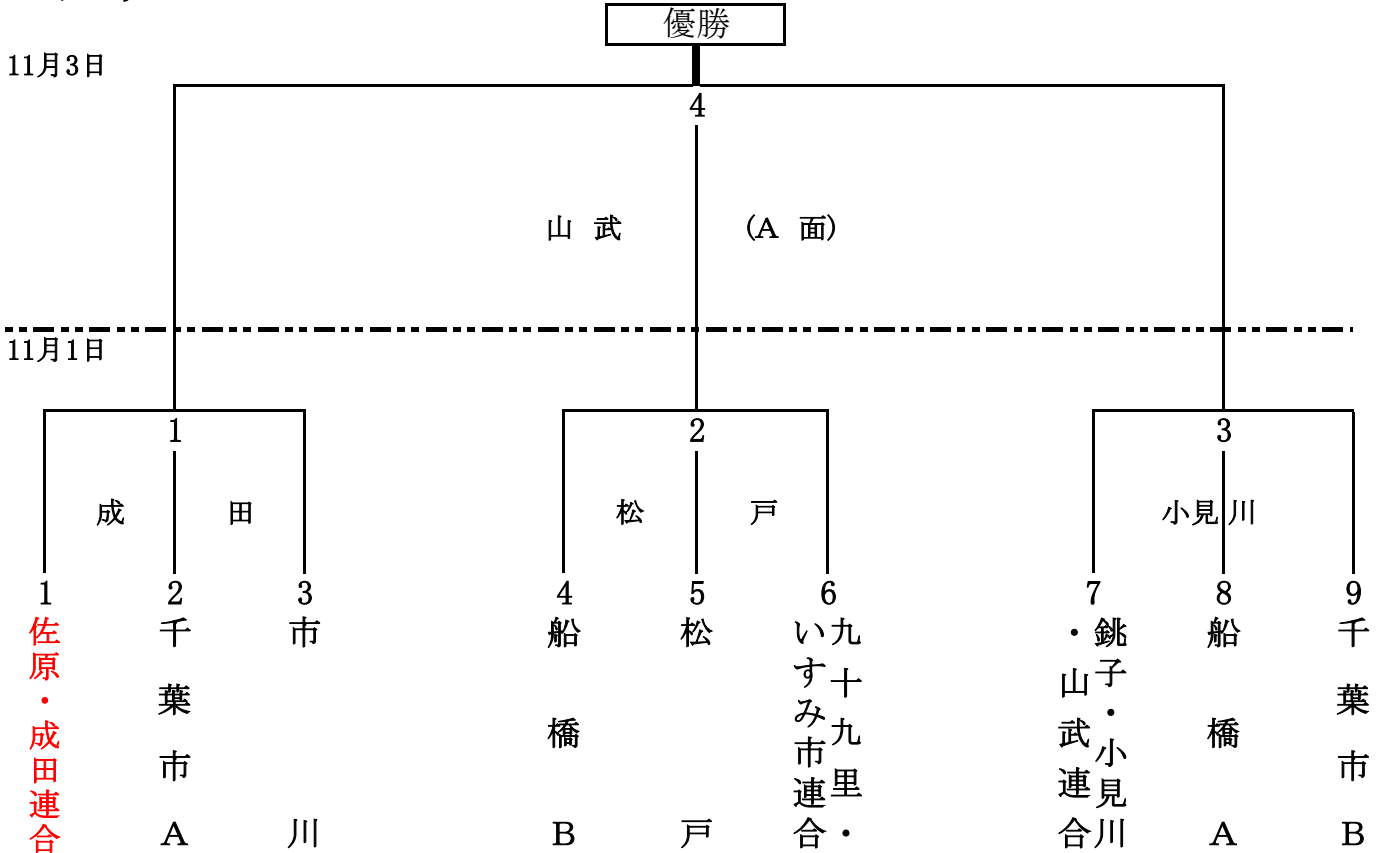 優勝
11月3日
4
山 武 (A 面)
11月1日
1 2 3
成 田 松 戸 小見川
1 2 3 4 5 6 7 8 9
佐原・成田連合
千葉市A
市川
船橋B
松戸
九十九里・
いすみ市連合
銚子・小見川
・山武連合
船橋A
千葉市B